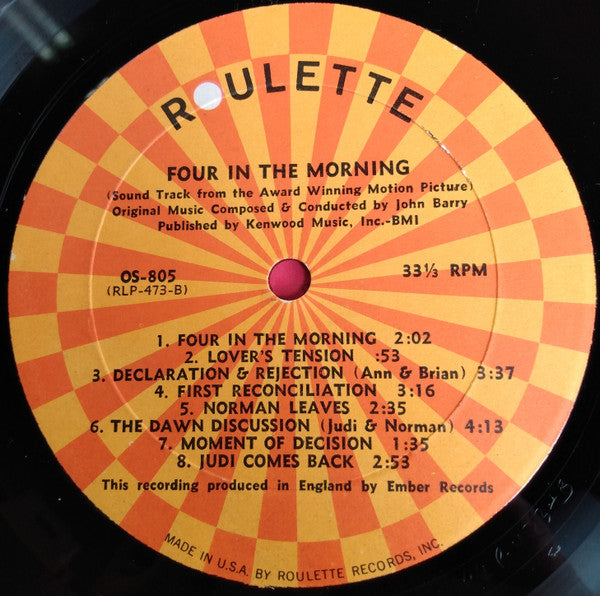 ROULETTE
FOUR IN THE MORNING
(Sound Track from the Award Winning Motion Picture)
Original Music Composed & Conducted by John Barry
Published by Kenwood Music, Inc.-BMI
OS-805
(RLP-473-B)
33⅓ RPM
1. FOUR IN THE MORNING 2:02
2. LOVER'S TENSION :53
3. DECLARATION & REJECTION (Ann & Brian) 3:37
4. FIRST RECONCILIATION 3:16
5. NORMAN LEAVES 2:35
6. THE DAWN DISCUSSION (Judi & Norman) 4:13
7. MOMENT OF DECISION 1:35
8. JUDI COMES BACK 2:53
This recording produced in England by Ember Records
MADE IN U.S.A. BY ROULETTE RECORDS, INC.